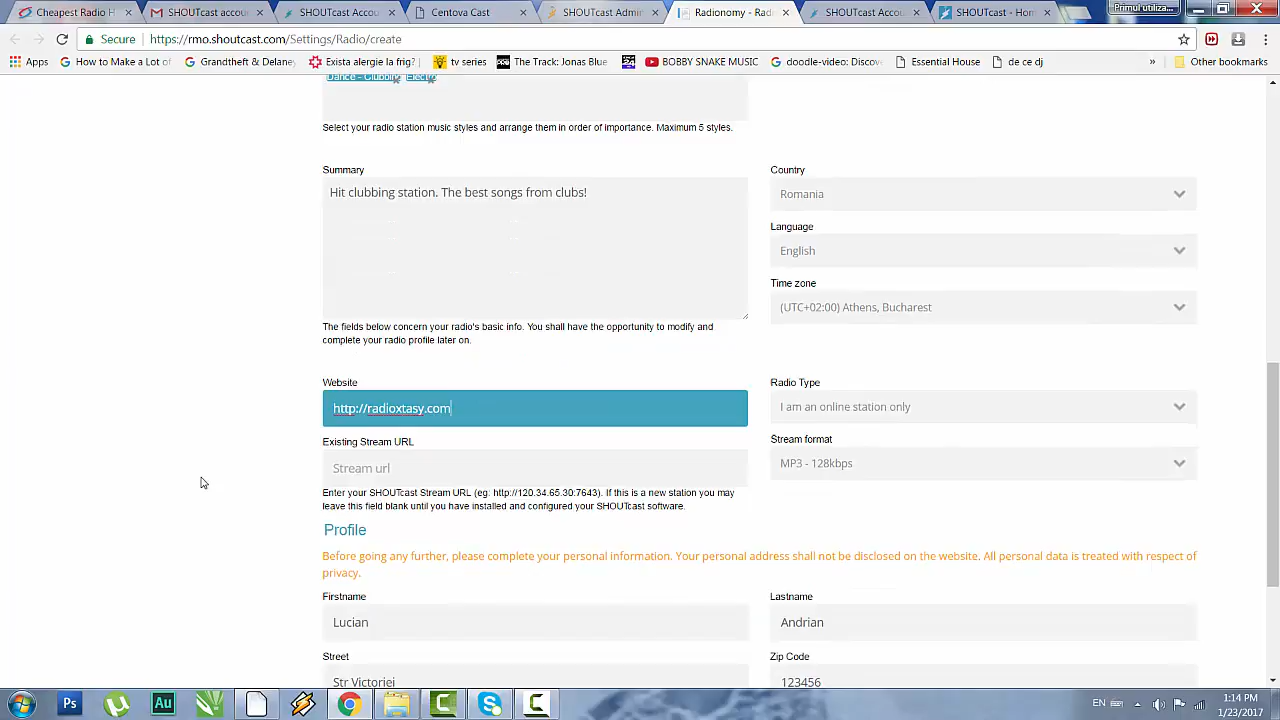 Cheapest Radio H
SHOUTcast accou
SHOUTcast Accou
Centova Cast
SHOUTcast Admin
Radionomy - Rad
SHOUTcast Accou
SHOUTcast - Hom
Primul utiliza...
Secure
https://rmo.shoutcast.com/Settings/Radio/create
Apps
How to Make a Lot of
Grandtheft & Delaney
Exista alergie la frig?
tv series
The Track: Jonas Blue
BOBBY SNAKE MUSIC
doodle-video: Discov
Essential House
de ce dj
»
Other bookmarks
Dance - Clubbing
Electro
Select your radio station music styles and arrange them in order of importance. Maximum 5 styles.
Summary
Country
Hit clubbing station. The best songs from clubs!
Romania
Language
English
Time zone
(UTC+02:00) Athens, Bucharest
The fields below concern your radio's basic info. You shall have the opportunity to modify and
complete your radio profile later on.
Website
Radio Type
http://radioxtasy.com
I am an online station only
Existing Stream URL
Stream format
Stream url
MP3 - 128kbps
Enter your SHOUTcast Stream URL (eg: http://120.34.65.30:7643). If this is a new station you may
leave this field blank until you have installed and configured your SHOUTcast software.
Profile
Before going any further, please complete your personal information. Your personal address shall not be disclosed on the website. All personal data is treated with respect of
privacy.
Firstname
Lastname
Lucian
Andrian
Street
Zip Code
Str Victoriei
123456
Ps
Au
EN
1:14 PM
1/23/2017